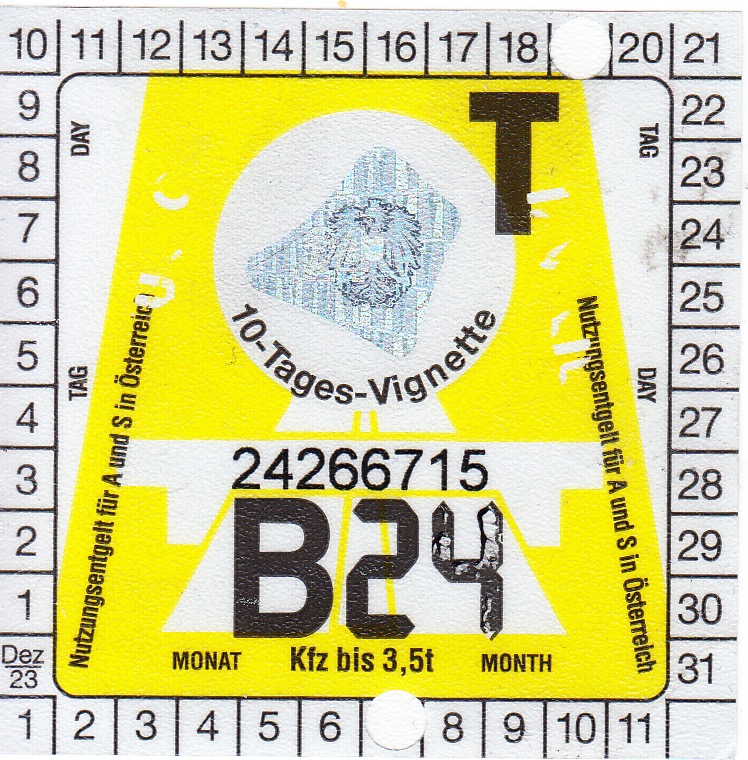 10 11 12 13 14 15 16 17 18 20 21
9 22
8 23
7 24
6 25
5 26
4 27
3 28
2 29
1 30
Dez
23
31
1 2 3 4 5 6 8 9 10 11
DAY
TAG
T
10-Tages-Vignette
TAG
DAY
Nutzungsentgelt für A und S in Österreich
Nutzungsentgelt für A und S in Österreich
24266715
B24
MONAT Kfz bis 3,5t MONTH